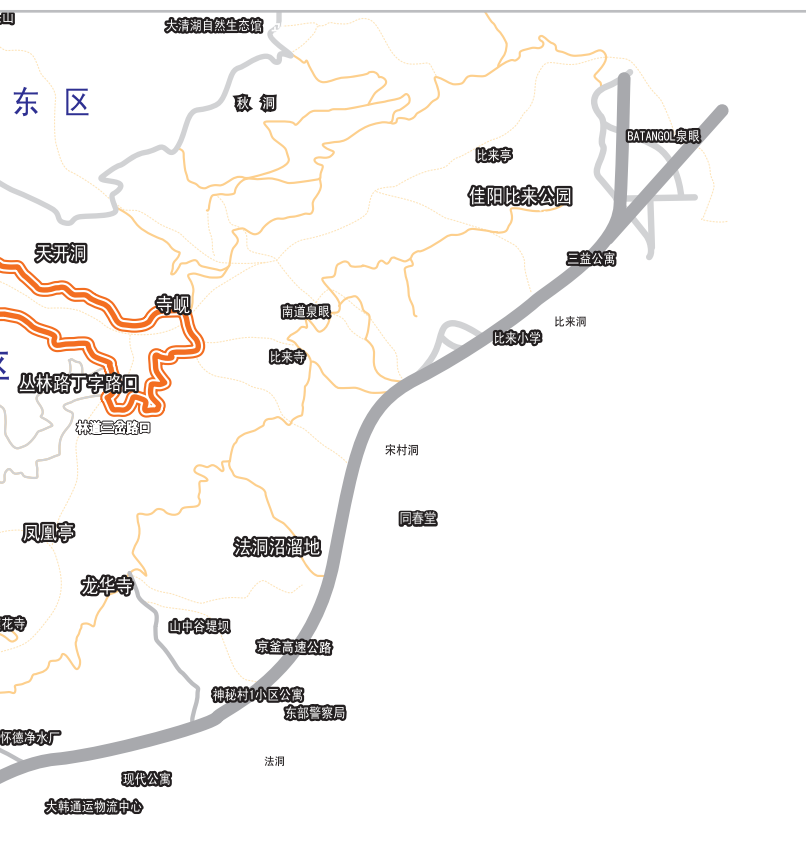 山
大清湖自然生态馆
东 区
秋 洞
BATANGOL泉眼
比来亭
佳阳比来公园
天开洞
三益公寓
寺岘
南道泉眼
比来洞
比来小学
比来寺
区
丛林路丁字路口
林道三岔路口
宋村洞
同春堂
凤凰亭
法洞沼溜地
龙华寺
花寺
山中谷堤坝
京釜高速公路
神秘村1小区公寓
东部警察局
怀德净水厂
法洞
现代公寓
大韩通运物流中心